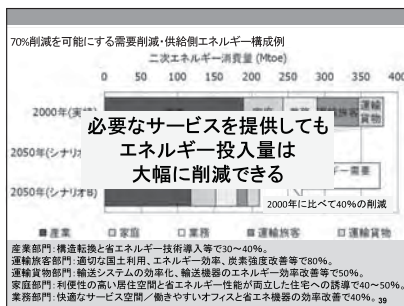 70%削減を可能にする需要削減・供給側エネルギー構成例
二次エネルギー消費量 (Mtoe)
0 50 100 150 200 250 300 350 400
2000年(実
運輸旅客
運輸貨物
必要なサービスを提供しても
エネルギー投入量は
大幅に削減できる
2050年(シナリオ
ー需要
2050年(シナリオB)
2000年に比べて40%の削減
■産業 □家庭 □業務 ■運輸旅客 □運輸貨物
産業部門:構造転換と省エネルギー技術導入等で30~40%。
運輸旅客部門:適切な国土利用、エネルギー効率、炭素強度改善等で80%。
運輸貨物部門:輸送システムの効率化、輸送機器のエネルギー効率改善等で50%。
家庭部門:利便性の高い居住空間と省エネルギー性能が両立した住宅への誘導で40~50%。
業務部門:快適なサービス空間/働きやすいオフィスと省エネ機器の効率改善で40%。 39